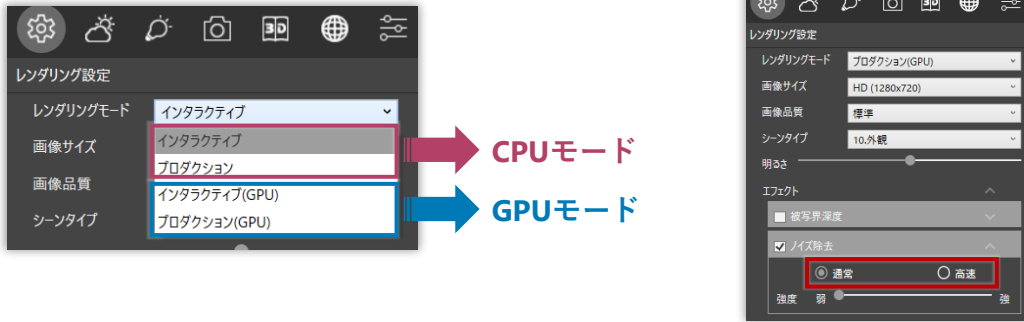 3D
レンダリング設定
レンダリングモード インタラクティブ
画像サイズ
画像品質
シーンタイプ
インタラクティブ
プロダクション
インタラクティブ(GPU)
プロダクション(GPU)
CPUモード
GPUモード
3D
レンダリング設定
レンダリングモード プロダクション(GPU)
画像サイズ HD (1280x720)
画像品質 標準
シーンタイプ 10.外観
明るさ
エフェクト
被写界深度
ノイズ除去
通常 高速
強度 弱 強